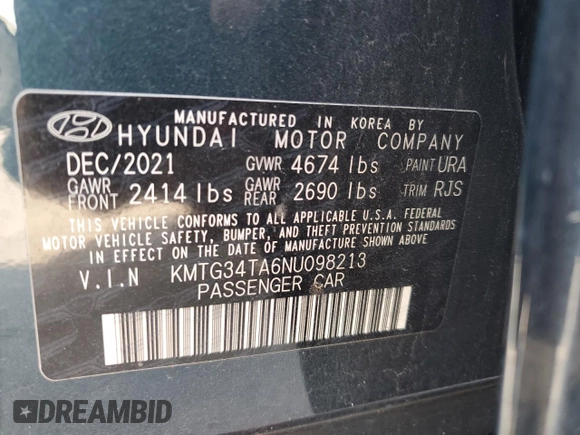 MANUFACTURED IN KOREA BY
HYUNDAI MOTOR COMPANY
DEC/2021 GVWR 4674 lbs PAINT URA
GAWR FRONT 2414 lbs GAWR REAR 2690 lbs TRIM RJS
THIS VEHICLE CONFORMS TO ALL APPLICABLE U.S.A. FEDERAL
MOTOR VEHICLE SAFETY, BUMPER, AND THEFT PREVENTION STANDARDS
IN EFFECT ON THE DATE OF MANUFACTURE SHOWN ABOVE.
V.I.N KMTG34TA6NU098213
PASSENGER CAR
DREAMBID